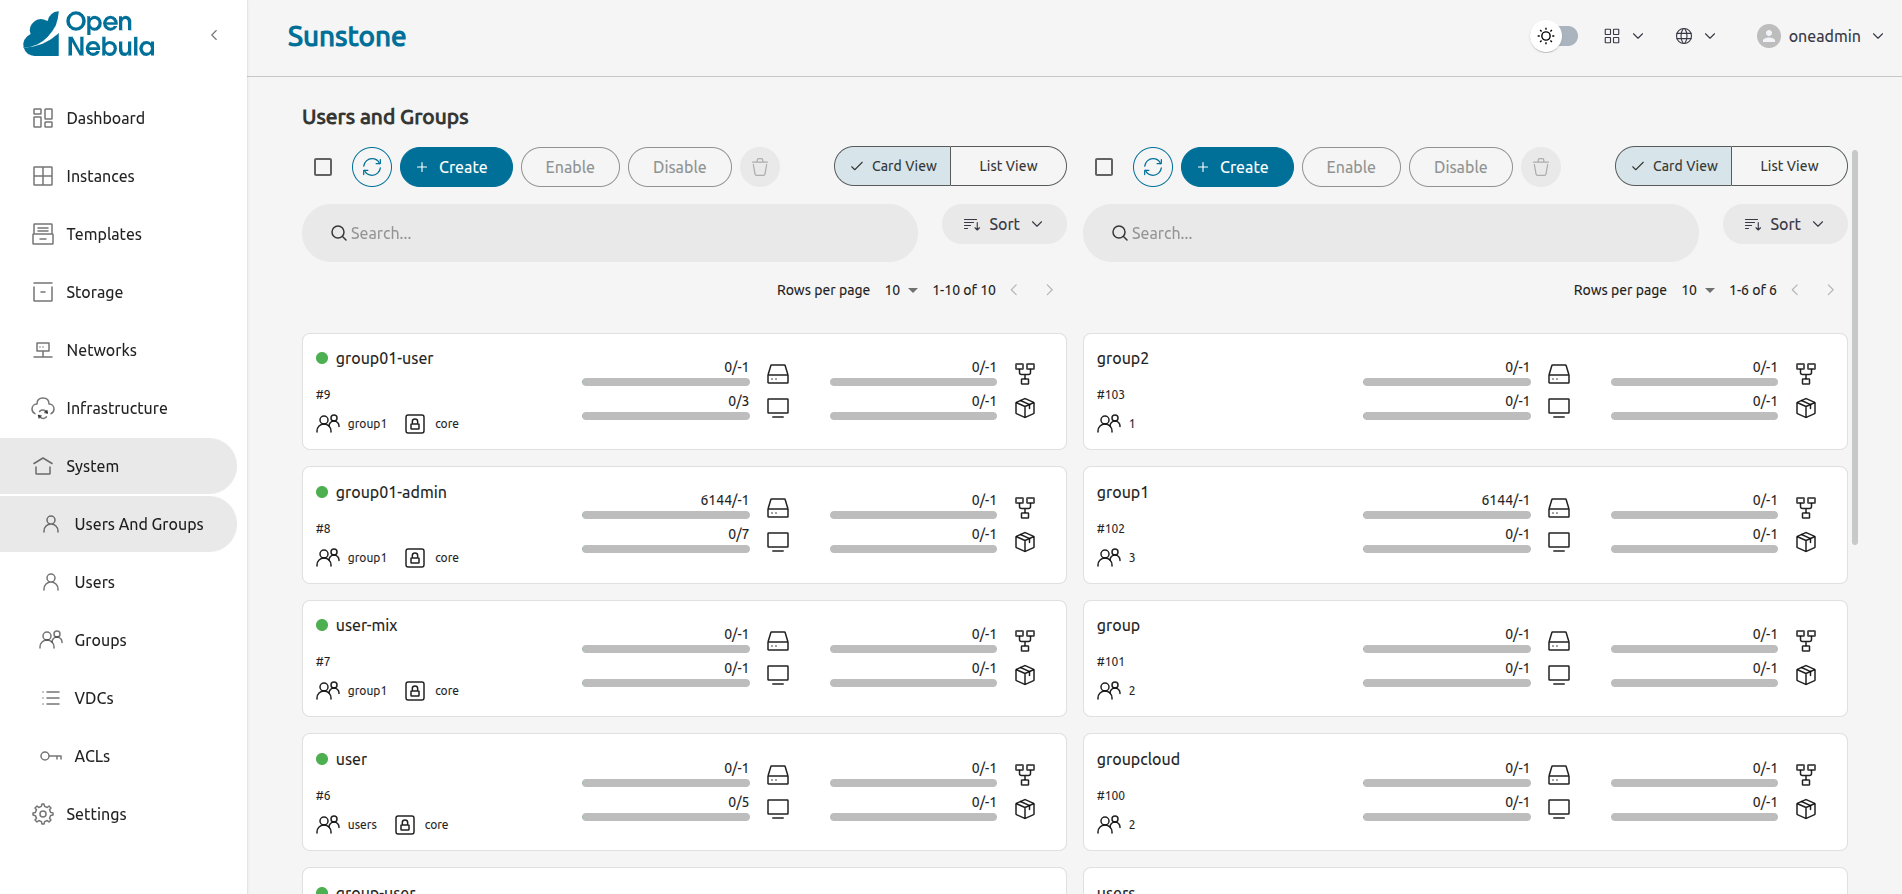 Open
Nebula
Sunstone
oneadmin
Dashboard
Instances
Templates
Storage
Networks
Infrastructure
System
Users And Groups
Users
Groups
VDCs
ACLs
Settings
Users and Groups
+ Create
Enable
Disable
Card View
List View
Search...
Sort
Rows per page 10 1-10 of 10
group01-user
#9
group1 core
0/-1
0/3
0/-1
0/-1
group01-admin
#8
group1 core
6144/-1
0/7
0/-1
0/-1
user-mix
#7
group1 core
0/-1
0/-1
0/-1
0/-1
user
#6
users core
0/-1
0/5
0/-1
0/-1
group-user
+ Create
Enable
Disable
Card View
List View
Search...
Sort
Rows per page 10 1-6 of 6
group2
#103
1
0/-1
0/-1
0/-1
0/-1
group1
#102
3
6144/-1
0/-1
0/-1
0/-1
group
#101
2
0/-1
0/-1
0/-1
0/-1
groupcloud
#100
2
0/-1
0/-1
0/-1
0/-1
users